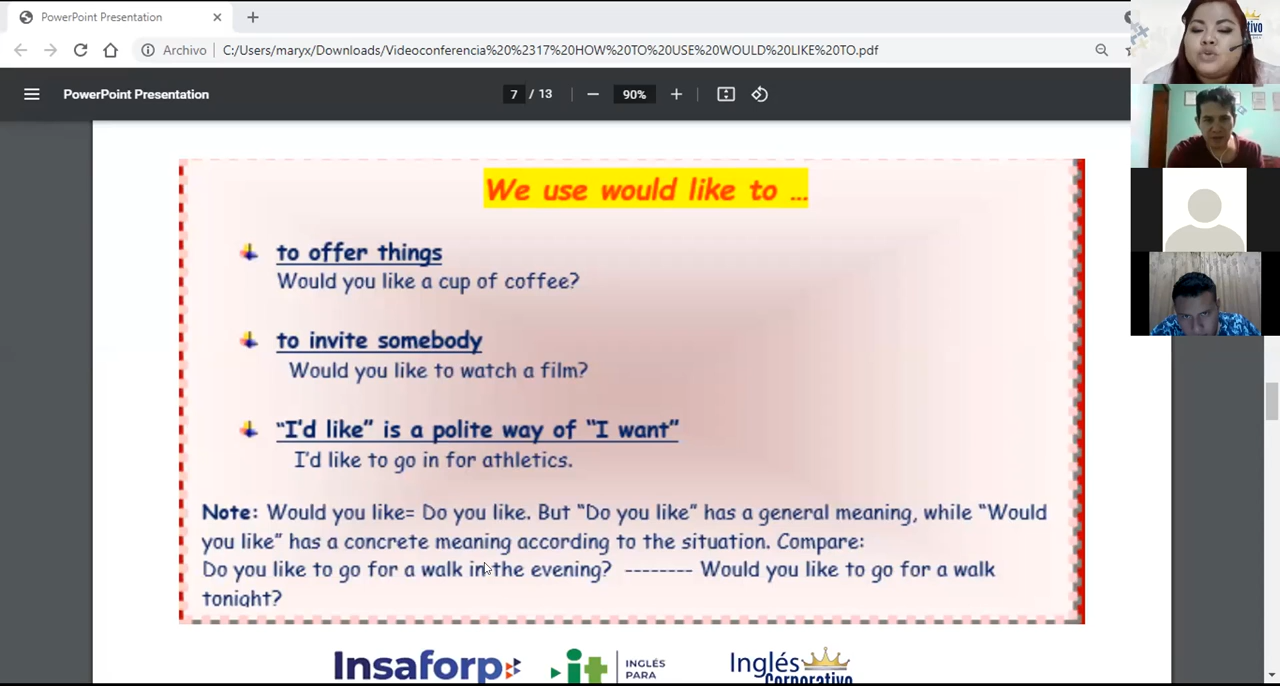 PowerPoint Presentation
Archivo C:/Users/maryx/Downloads/Videoconferencia%20%2317%20HOW%20TO%20USE%20WOULD%20LIKE%20TO.pdf
PowerPoint Presentation 7 / 13 90%
We use would like to ...
to offer things
Would you like a cup of coffee?
to invite somebody
Would you like to watch a film?
"I'd like" is a polite way of "I want"
I'd like to go in for athletics.
Note: Would you like= Do you like. But "Do you like" has a general meaning, while "Would
you like" has a concrete meaning according to the situation. Compare:
Do you like to go for a walk in the evening? -------- Would you like to go for a walk
tonight?
Insaforp it INGLÉS PARA Inglés Corporativo